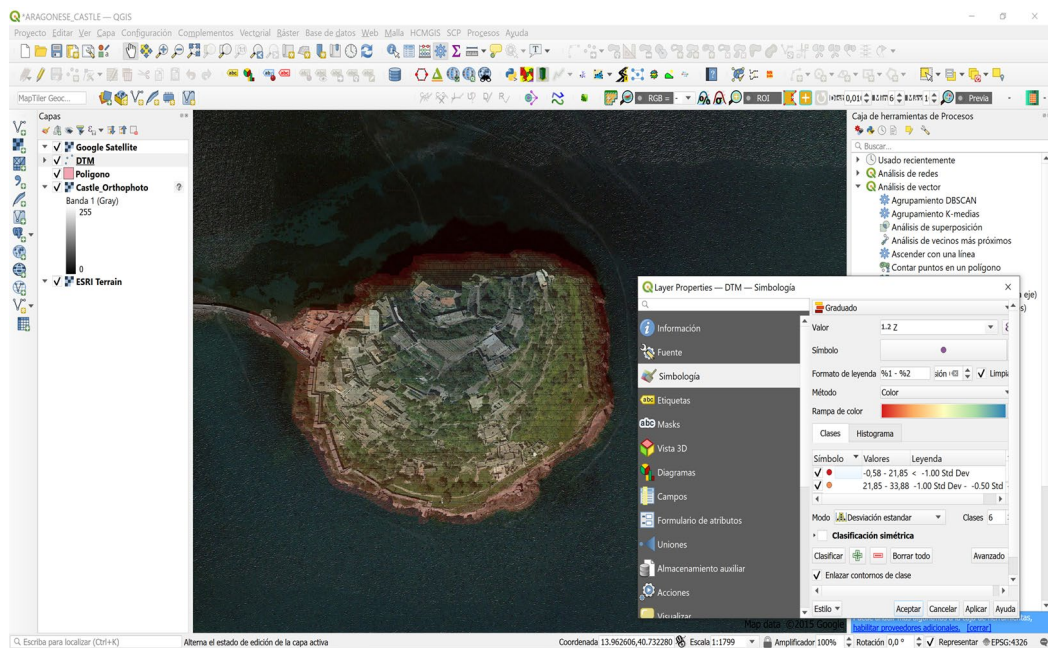 *ARAGONESE_CASTLE — QGIS
Proyecto Editar Ver Capa Configuración Complementos Vectorial Ráster Base de datos Web Malla HCMGIS SCP Procesos Ayuda
MapTiler Geoc...
RGB =
ROI
Previa
Capas
Google Satellite
DTM
Poligono
Castle_Orthophoto
Banda 1 (Gray)
255
0
ESRI Terrain
Caja de herramientas de Procesos
Buscar...
Usado recientemente
Análisis de redes
Análisis de vector
Agrupamiento DBSCAN
Agrupamiento K-medias
Análisis de superposición
Análisis de vecinos más próximos
Ascender con una línea
Contar puntos en un polígono
Layer Properties — DTM — Simbología
Información
Fuente
Simbología
Etiquetas
Masks
Vista 3D
Diagramas
Campos
Formulario de atributos
Uniones
Almacenamiento auxiliar
Acciones
Visualizar
Graduado
Valor 1.2 Z
Símbolo
Formato de leyenda %1 - %2 sión Limpi
Método Color
Rampa de color
Clases Histograma
Símbolo Valores Leyenda
-0,58 - 21,85 < -1.00 Std Dev
21,85 - 33,88 -1.00 Std Dev - -0.50 Std
Modo Desviación estandar Clases 6
Clasificación simétrica
Clasificar Borrar todo Avanzado
Enlazar contornos de clase
Estilo Aceptar Cancelar Aplicar Ayuda
Map data ©2015 Google
habilitar proveedores adicionales. [cerrar]
Escriba para localizar (Ctrl+K) Alterna el estado de edición de la capa activa Coordenada 13.962606,40.732280 Escala 1:1799 Amplificador 100% Rotación 0,0 ° Representar EPSG:4326